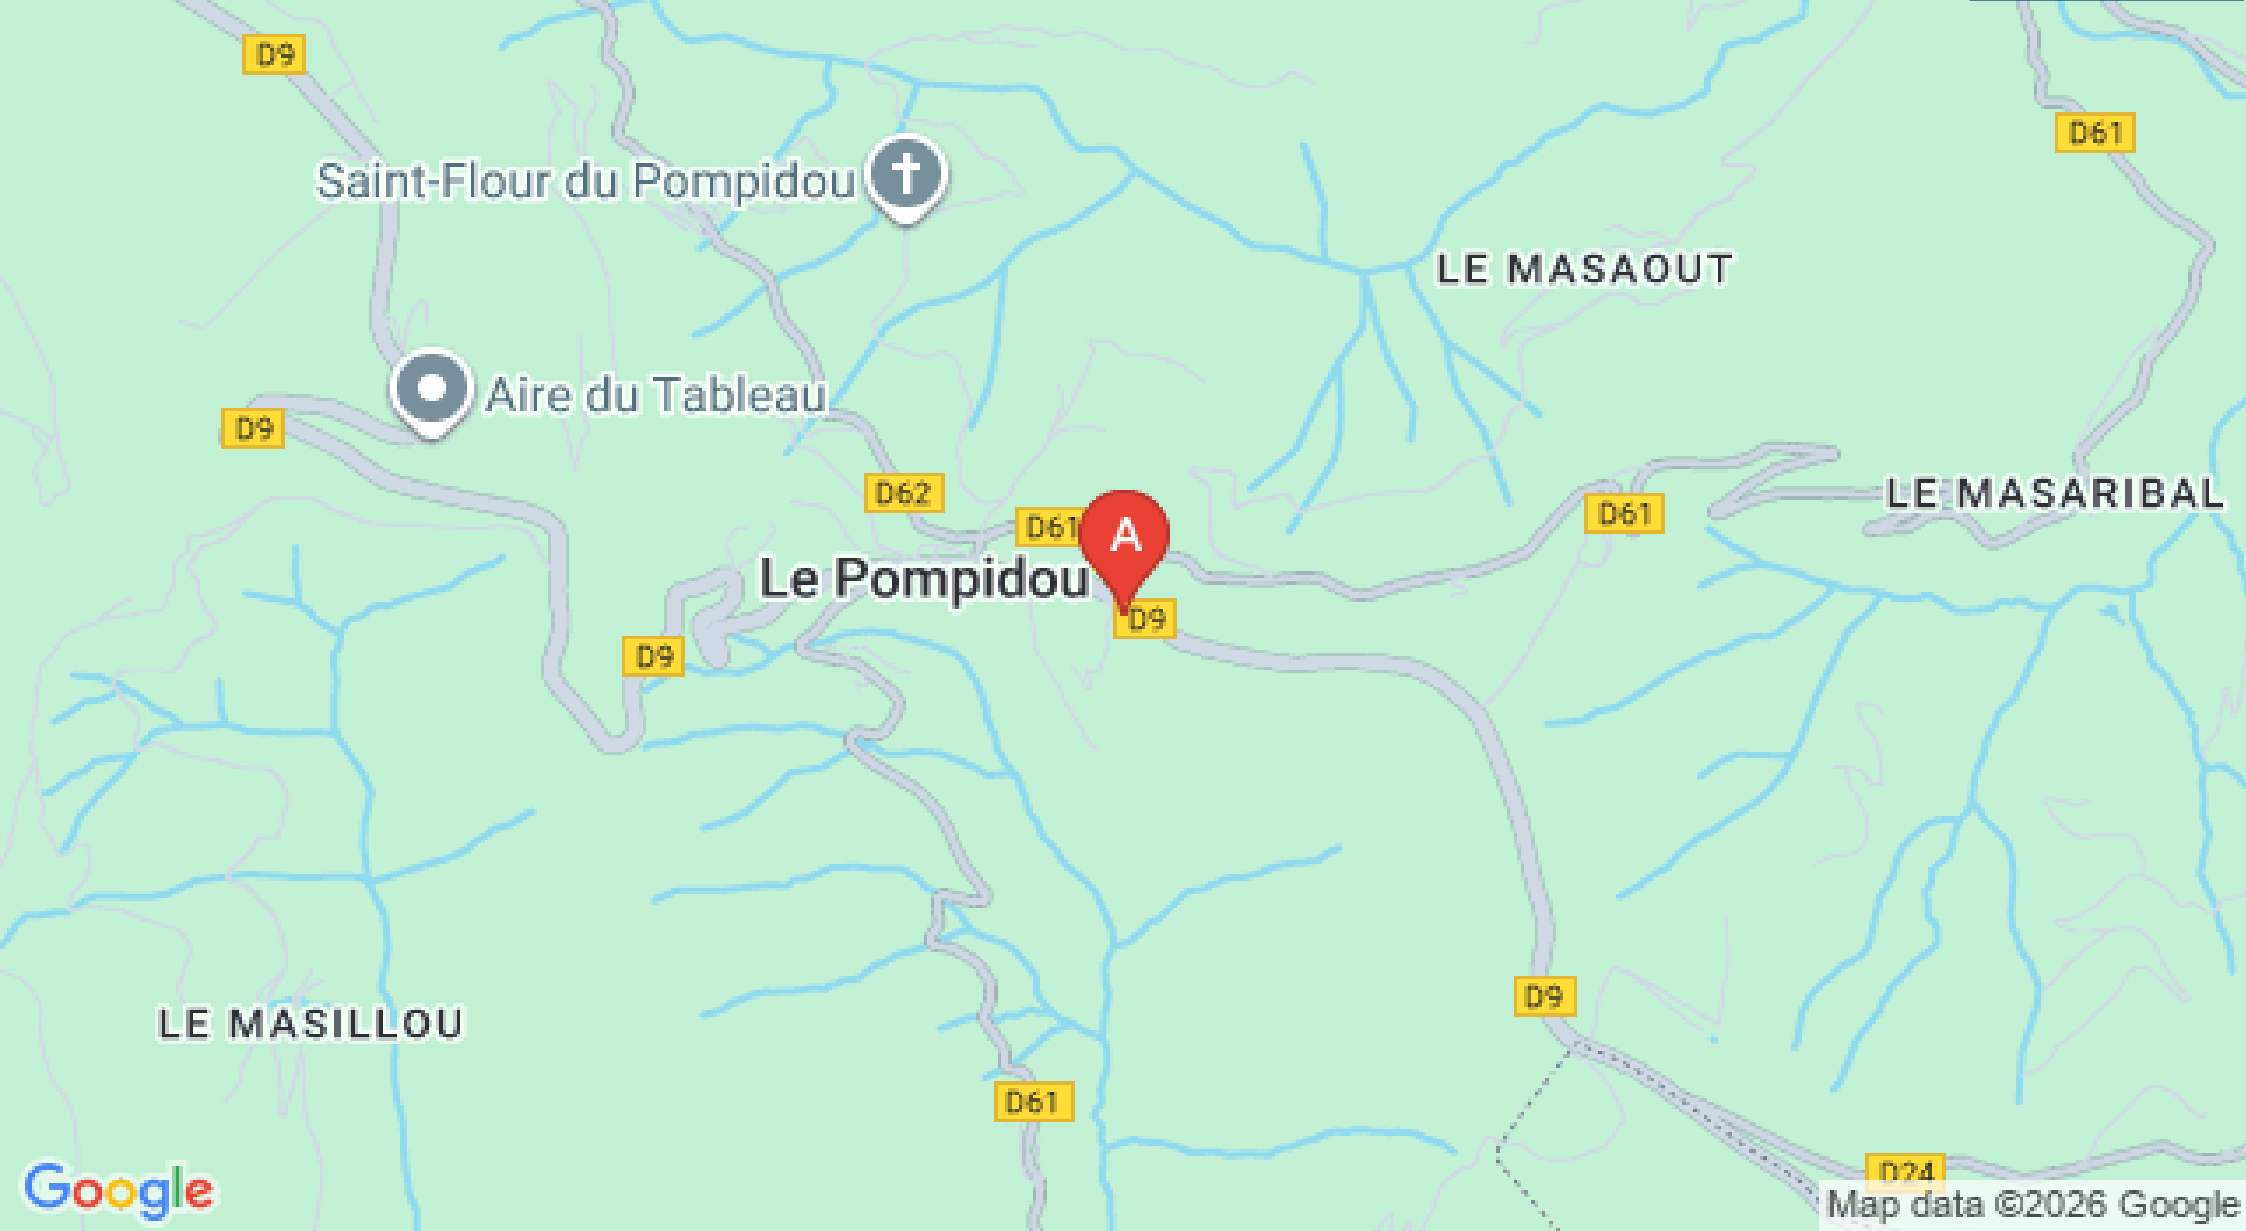 D9
D61
Saint-Flour du Pompidou
LE MASAOUT
Aire du Tableau
D9
D62
D61
A
D61
LE MASARIBAL
Le Pompidou
D9
D9
D9
LE MASILLOU
D61
D24
Google
Map data ©2026 Google